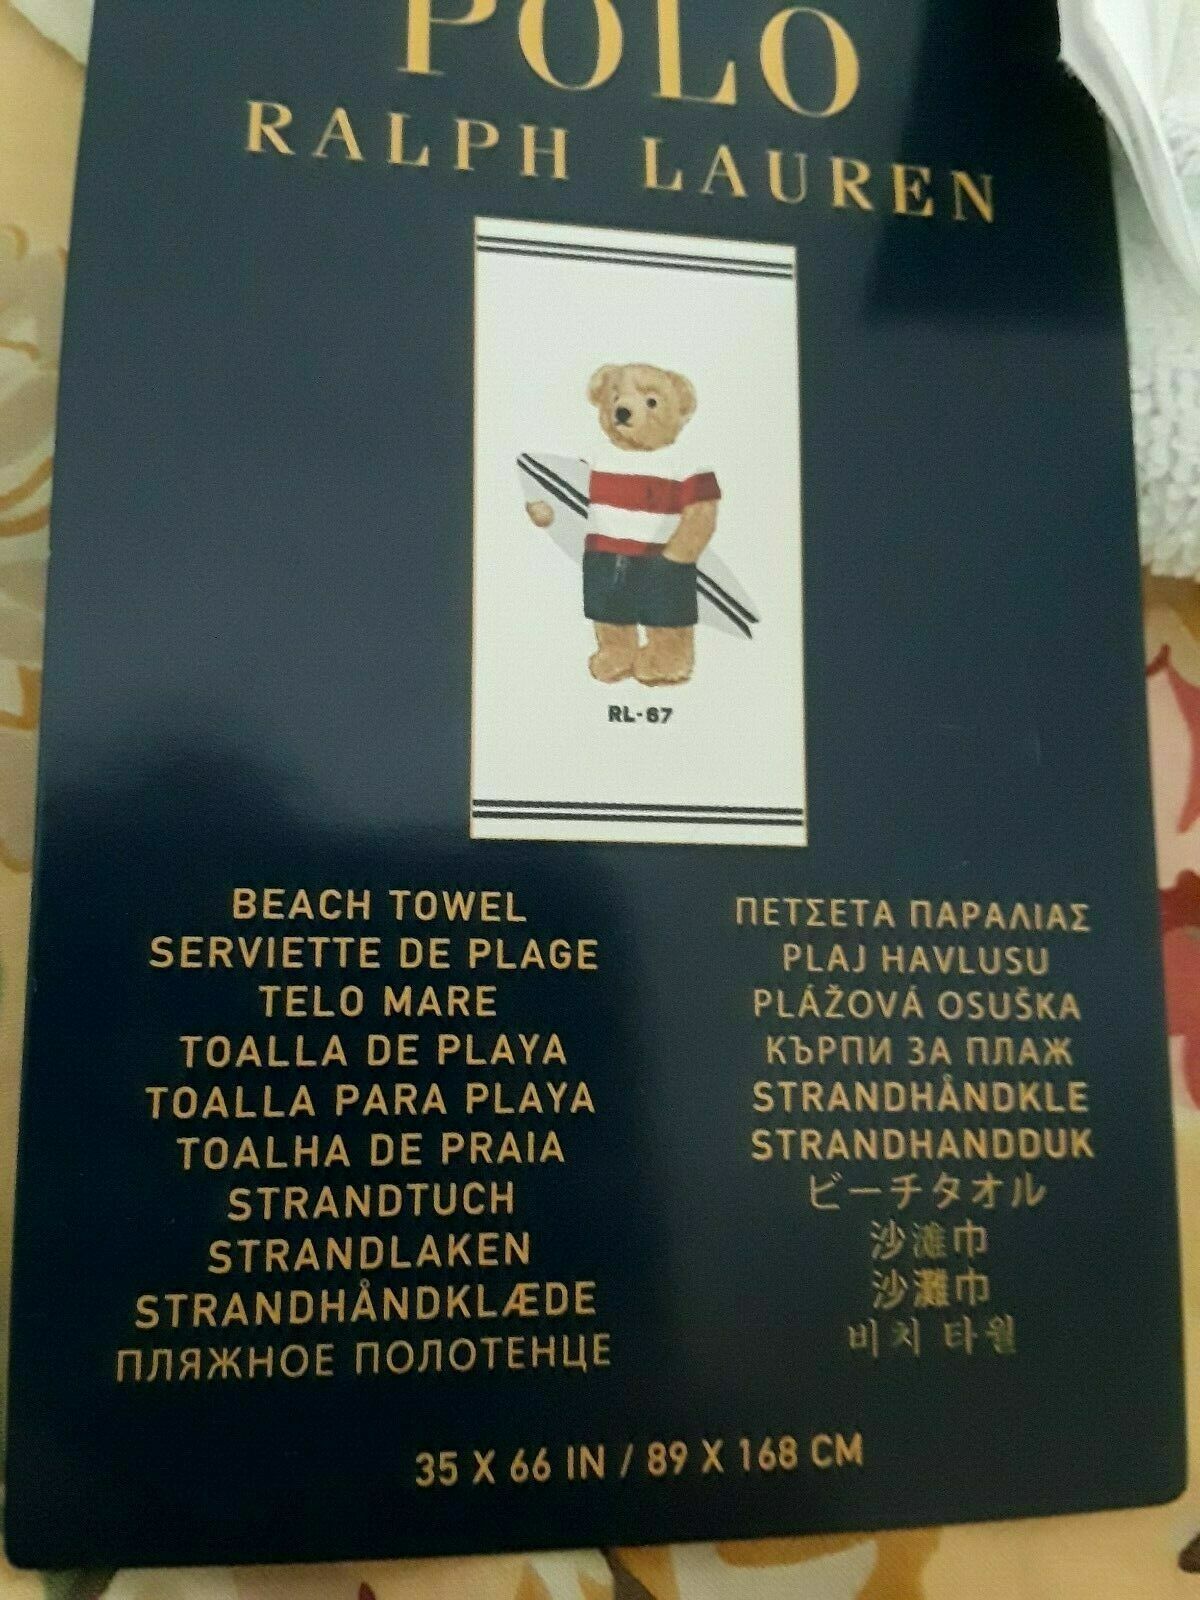 POLO
RALPH LAUREN
RL-67
BEACH TOWEL
SERVIETTE DE PLAGE
TELO MARE
TOALLA DE PLAYA
TOALLA PARA PLAYA
TOALHA DE PRAIA
STRANDTUCH
STRANDLAKEN
STRANDHÅNDKLÆDE
ПЛЯЖНОЕ ПОЛОТЕНЦЕ
ΠΕΤΣΕΤΑ ΠΑΡΑΛΙΑΣ
PLAJ HAVLUSU
PLÁŽOVÁ OSUŠKA
КЪРПИ ЗА ПЛАЖ
STRANDHÅNDKLE
STRANDHANDDUK
ビーチタオル
沙滩巾
沙灘巾
비치 타월
35 X 66 IN / 89 X 168 CM